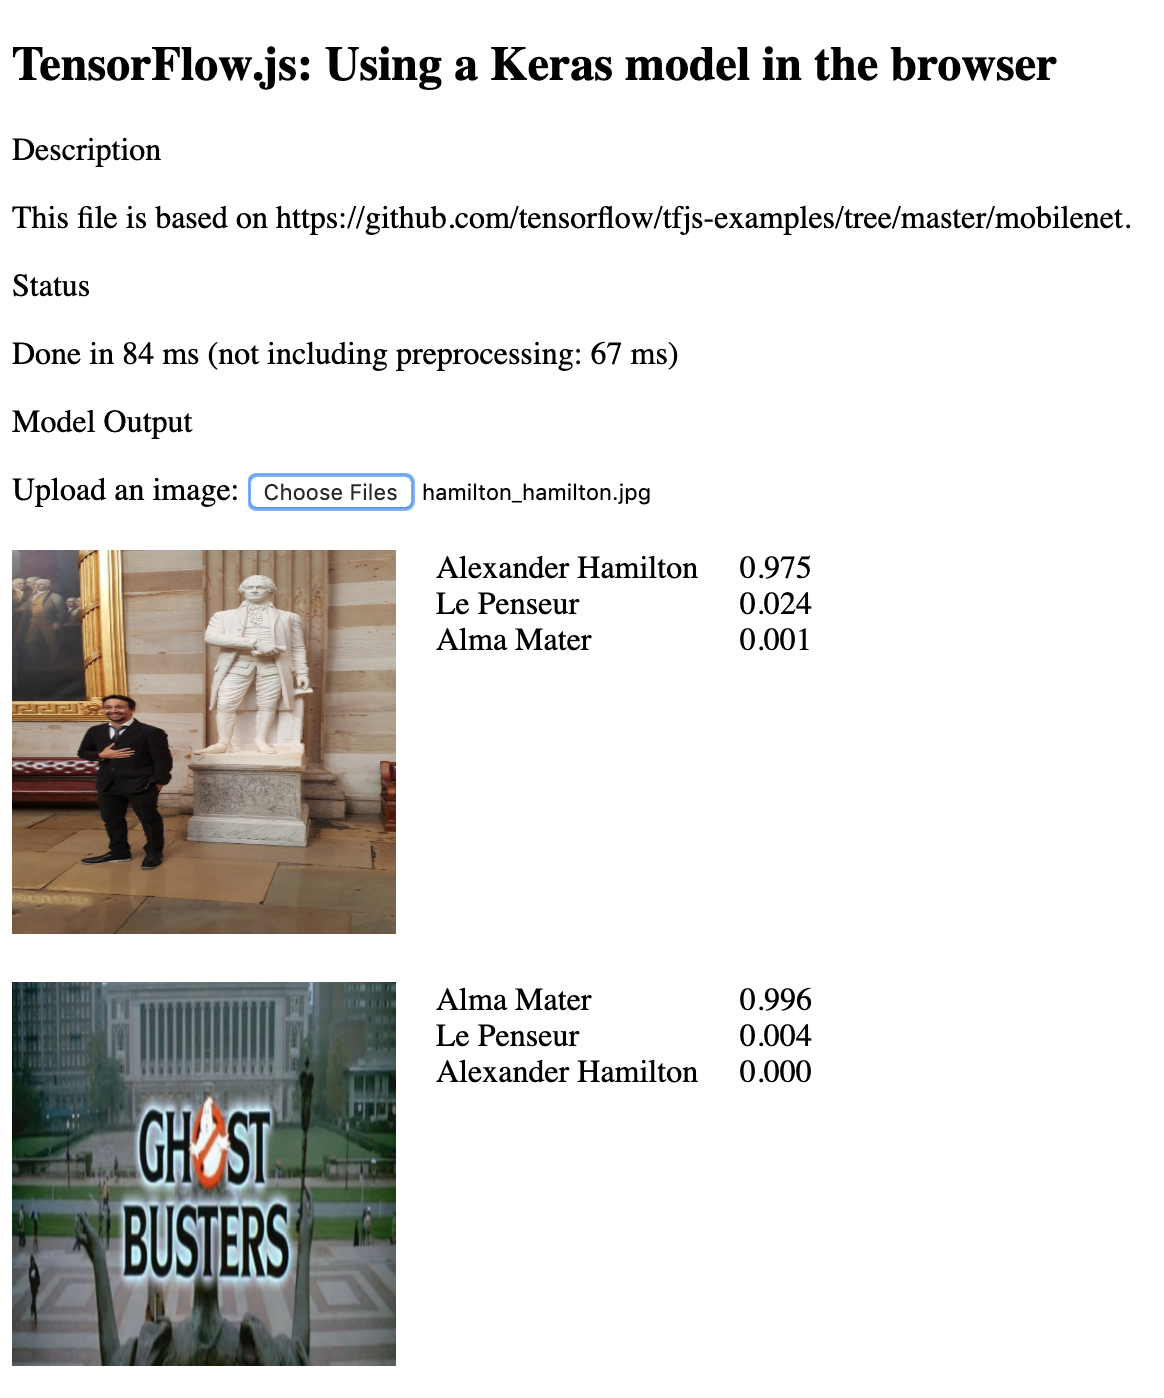 TensorFlow.js: Using a Keras model in the browser
Description
This file is based on https://github.com/tensorflow/tfjs-examples/tree/master/mobilenet.
Status
Done in 84 ms (not including preprocessing: 67 ms)
Model Output
Upload an image: Choose Files hamilton_hamilton.jpg
Alexander Hamilton 0.975
Le Penseur 0.024
Alma Mater 0.001
Alma Mater 0.996
Le Penseur 0.004
Alexander Hamilton 0.000
GHOST
BUSTERS